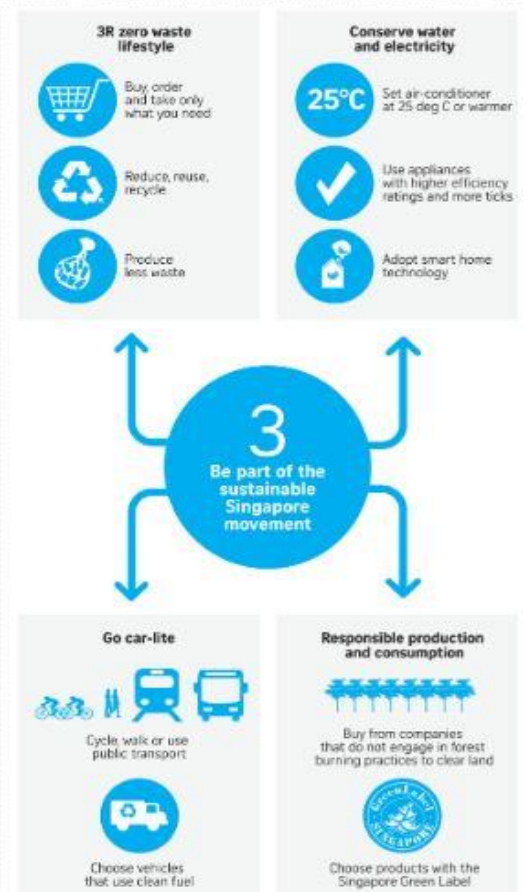 3R zero waste
lifestyle
Buy, order
and take only
what you need
Reduce, reuse,
recycle
Produce
less waste
Conserve water
and electricity
25°C
Set air-conditioner
at 25 deg C or warmer
Use appliances
with higher efficiency
ratings and more ticks
Adopt smart home
technology
3
Be part of the
sustainable
Singapore
movement
Go car-lite
Cycle, walk or use
public transport
Choose vehicles
that use clean fuel
Responsible production
and consumption
Buy from companies
that do not engage in forest
burning practices to clear land
Green Label
SINGAPORE
Choose products with the
Singapore Green Label